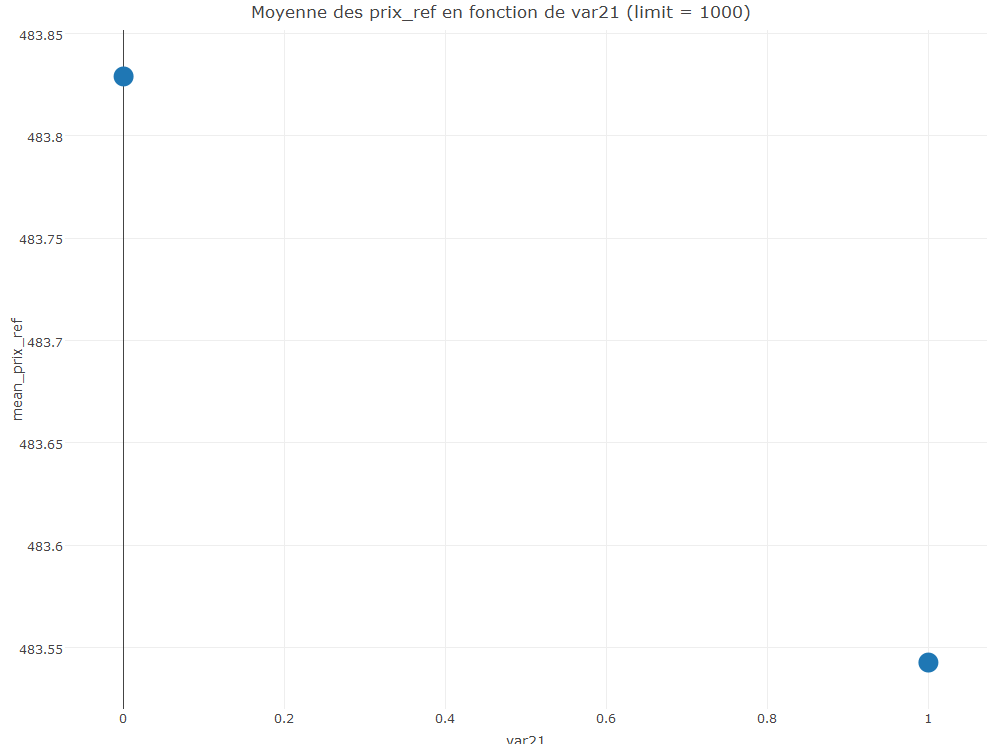 Moyenne des prix_ref en fonction de var21 (limit = 1000)
483.85
483.8
483.75
483.7
483.65
483.6
483.55
mean_prix_ref
0 0.2 0.4 0.6 0.8 1
var21